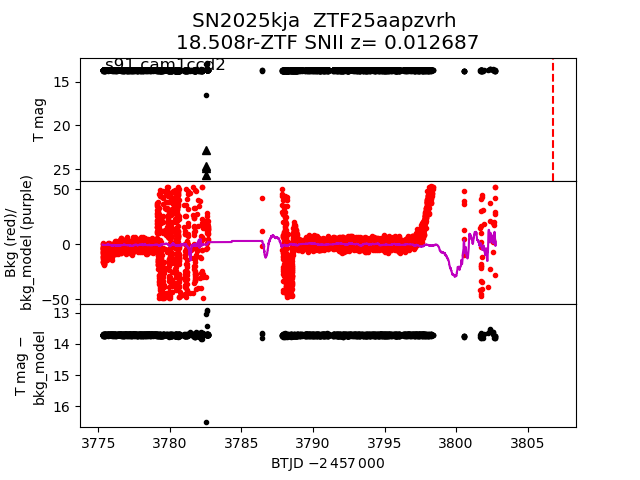 SN2025kja  ZTF25aapzvrh
18.508r-ZTF SNII z= 0.012687
s91 cam1ccd2
T mag
15
20
25
Bkg (red)/
bkg_model (purple)
50
0
−50
T mag −
bkg_model
13
14
15
16
3775
3780
3785
3790
3795
3800
3805
BTJD −2 457 000